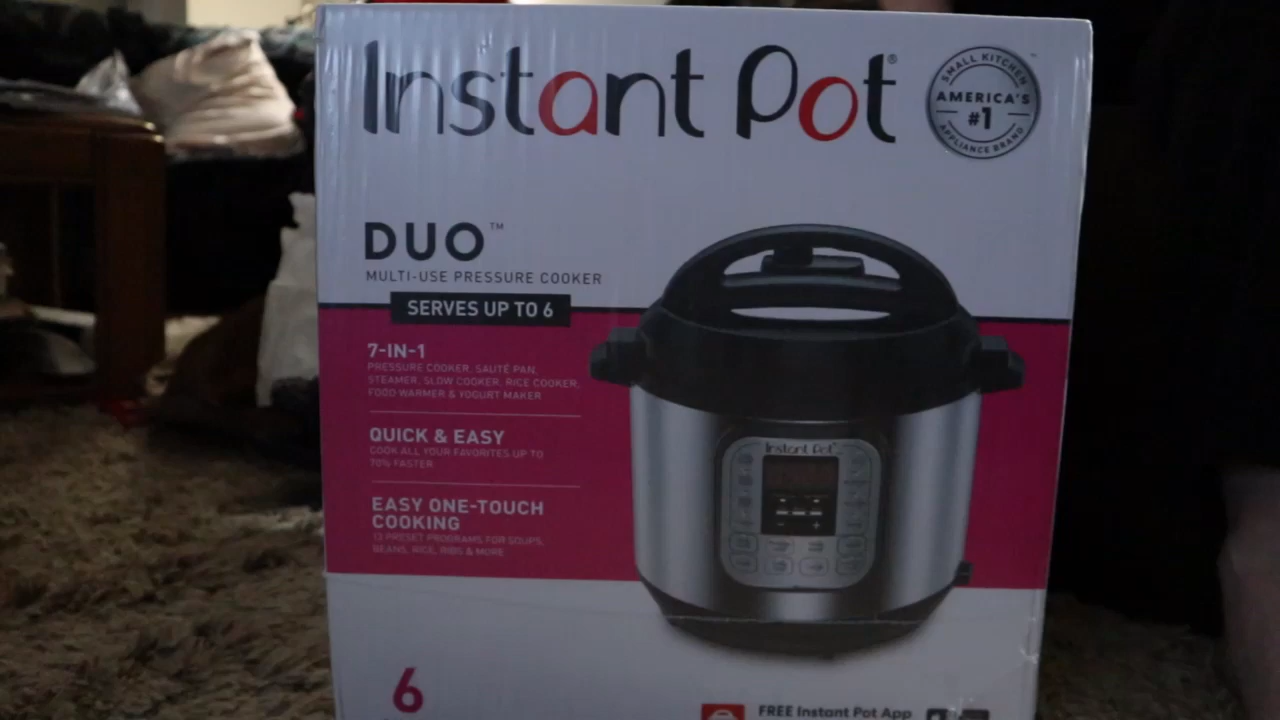 Instant Pot®
SMALL KITCHEN
AMERICA'S
#1
APPLIANCE BRAND
DUO™
MULTI-USE PRESSURE COOKER
SERVES UP TO 6
7-IN-1
PRESSURE COOKER, SAUTÉ PAN,
STEAMER, SLOW COOKER, RICE COOKER,
FOOD WARMER & YOGURT MAKER
QUICK & EASY
COOK ALL YOUR FAVORITES UP TO
70% FASTER
EASY ONE-TOUCH
COOKING
13 PRESET PROGRAMS FOR SOUPS,
BEANS, RICE, RIBS & MORE
Instant Pot™
6
FREE Instant Pot App